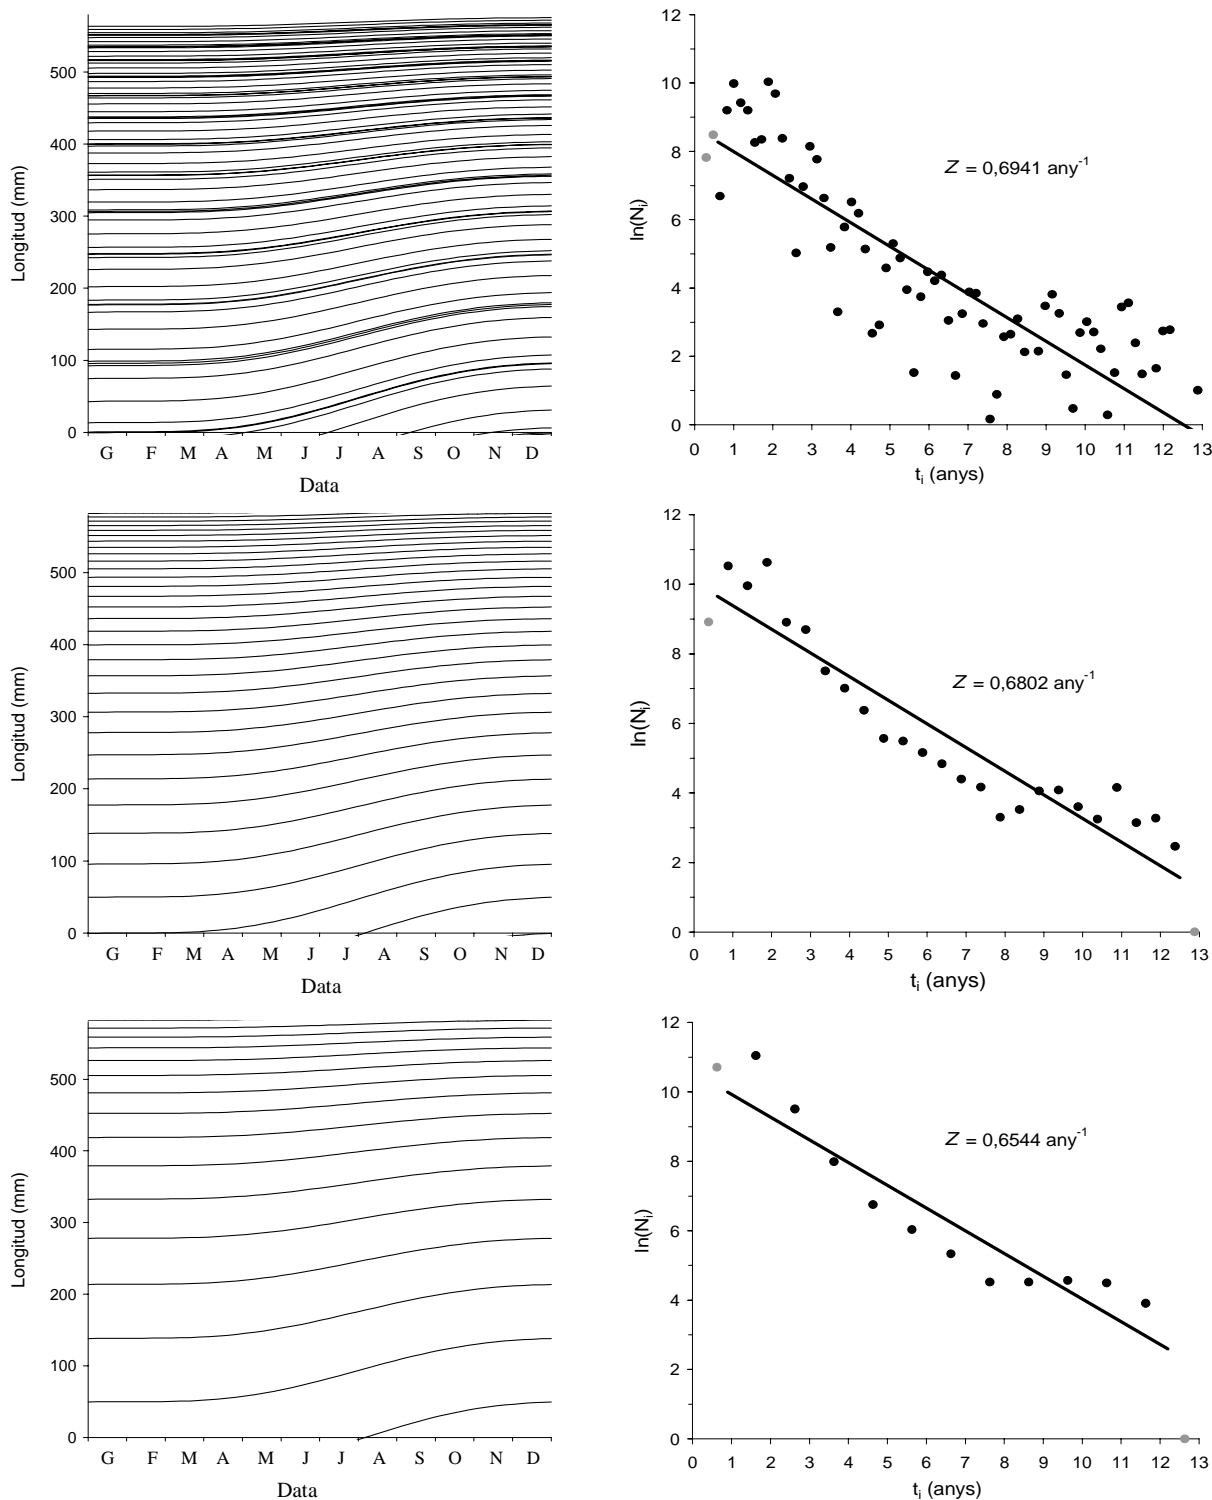 Longitud (mm)
500
400
300
200
100
0
G F M A M J J A S O N D
Data
ln(Nᵢ)
12
10
8
6
4
2
0
Z = 0,6941 any⁻¹
0 1 2 3 4 5 6 7 8 9 10 11 12 13
tᵢ (anys)
Longitud (mm)
500
400
300
200
100
0
G F M A M J J A S O N D
Data
ln(Nᵢ)
12
10
8
6
4
2
0
Z = 0,6802 any⁻¹
0 1 2 3 4 5 6 7 8 9 10 11 12 13
tᵢ (anys)
Longitud (mm)
500
400
300
200
100
0
G F M A M J J A S O N D
Data
ln(Nᵢ)
12
10
8
6
4
2
0
Z = 0,6544 any⁻¹
0 1 2 3 4 5 6 7 8 9 10 11 12 13
tᵢ (anys)